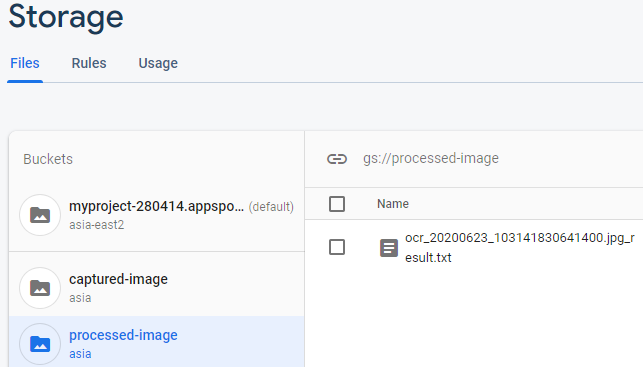 Storage
Files Rules Usage
Buckets
gs://processed-image
myproject-280414.appspo... (default)
asia-east2
Name
ocr_20200623_103141830641400.jpg_r
esult.txt
captured-image
asia
processed-image
asia